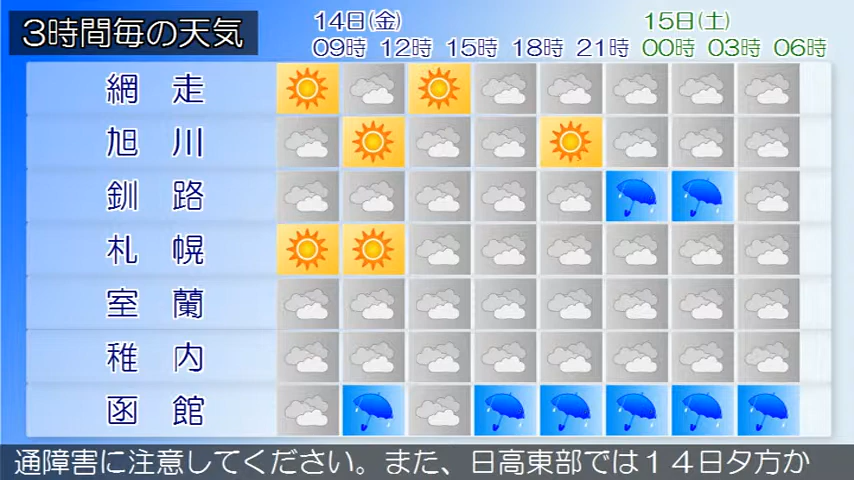 3時間毎の天気
14日(金) 15日(土)
09時 12時 15時 18時 21時 00時 03時 06時
網走
旭川
釧路
札幌
室蘭
稚内
函館
通障害に注意してください。また、日高東部では１４日夕方か